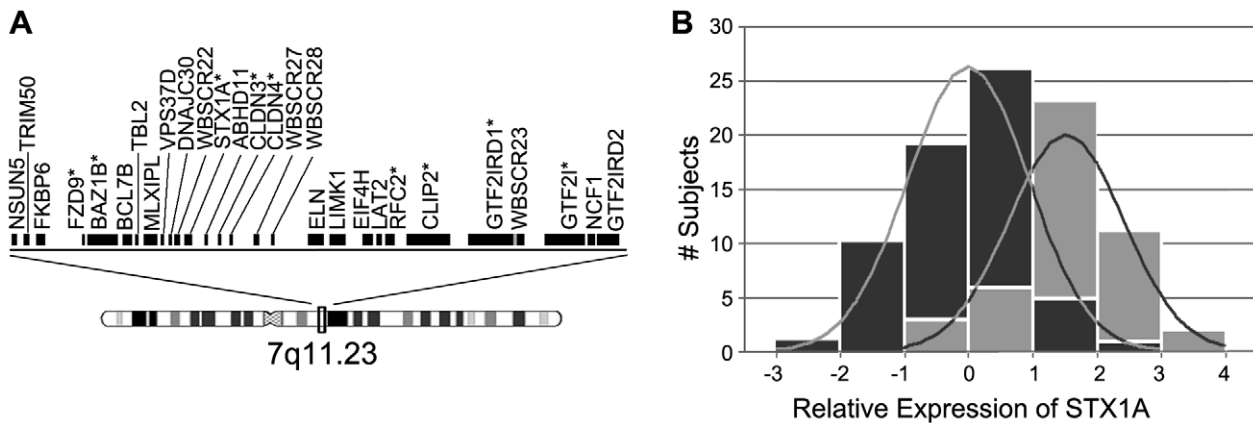 A
NSUN5
TRIM50
FKBP6
FZD9*
BAZ1B*
BCL7B
TBL2
MLXIPL
VPS37D
DNAJC30
WBSCR22
STX1A*
ABHD11
CLDN3*
CLDN4*
WBSCR27
WBSCR28
ELN
LIMK1
EIF4H
LAT2
RFC2*
CLIP2*
GTF2IRD1*
WBSCR23
GTF2I*
NCF1
GTF2IRD2
7q11.23
B
# Subjects
30
25
20
15
10
5
0
-3 -2 -1 0 1 2 3 4
Relative Expression of STX1A